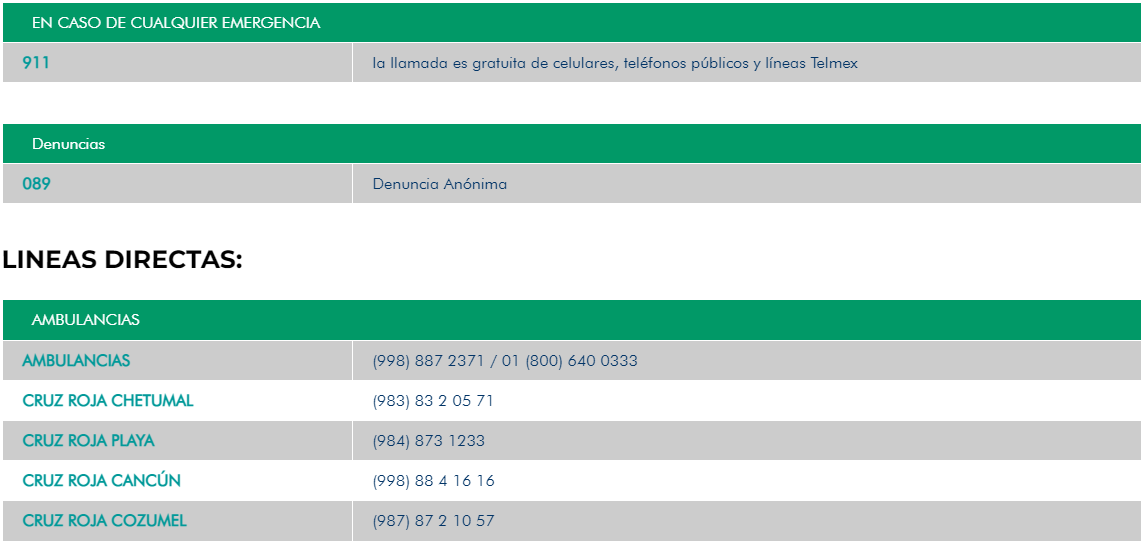 EN CASO DE CUALQUIER EMERGENCIA
911 la llamada es gratuita de celulares, teléfonos públicos y líneas Telmex
Denuncias
089 Denuncia Anónima
LINEAS DIRECTAS:
AMBULANCIAS
AMBULANCIAS (998) 887 2371 / 01 (800) 640 0333
CRUZ ROJA CHETUMAL (983) 83 2 05 71
CRUZ ROJA PLAYA (984) 873 1233
CRUZ ROJA CANCÚN (998) 88 4 16 16
CRUZ ROJA COZUMEL (987) 87 2 10 57